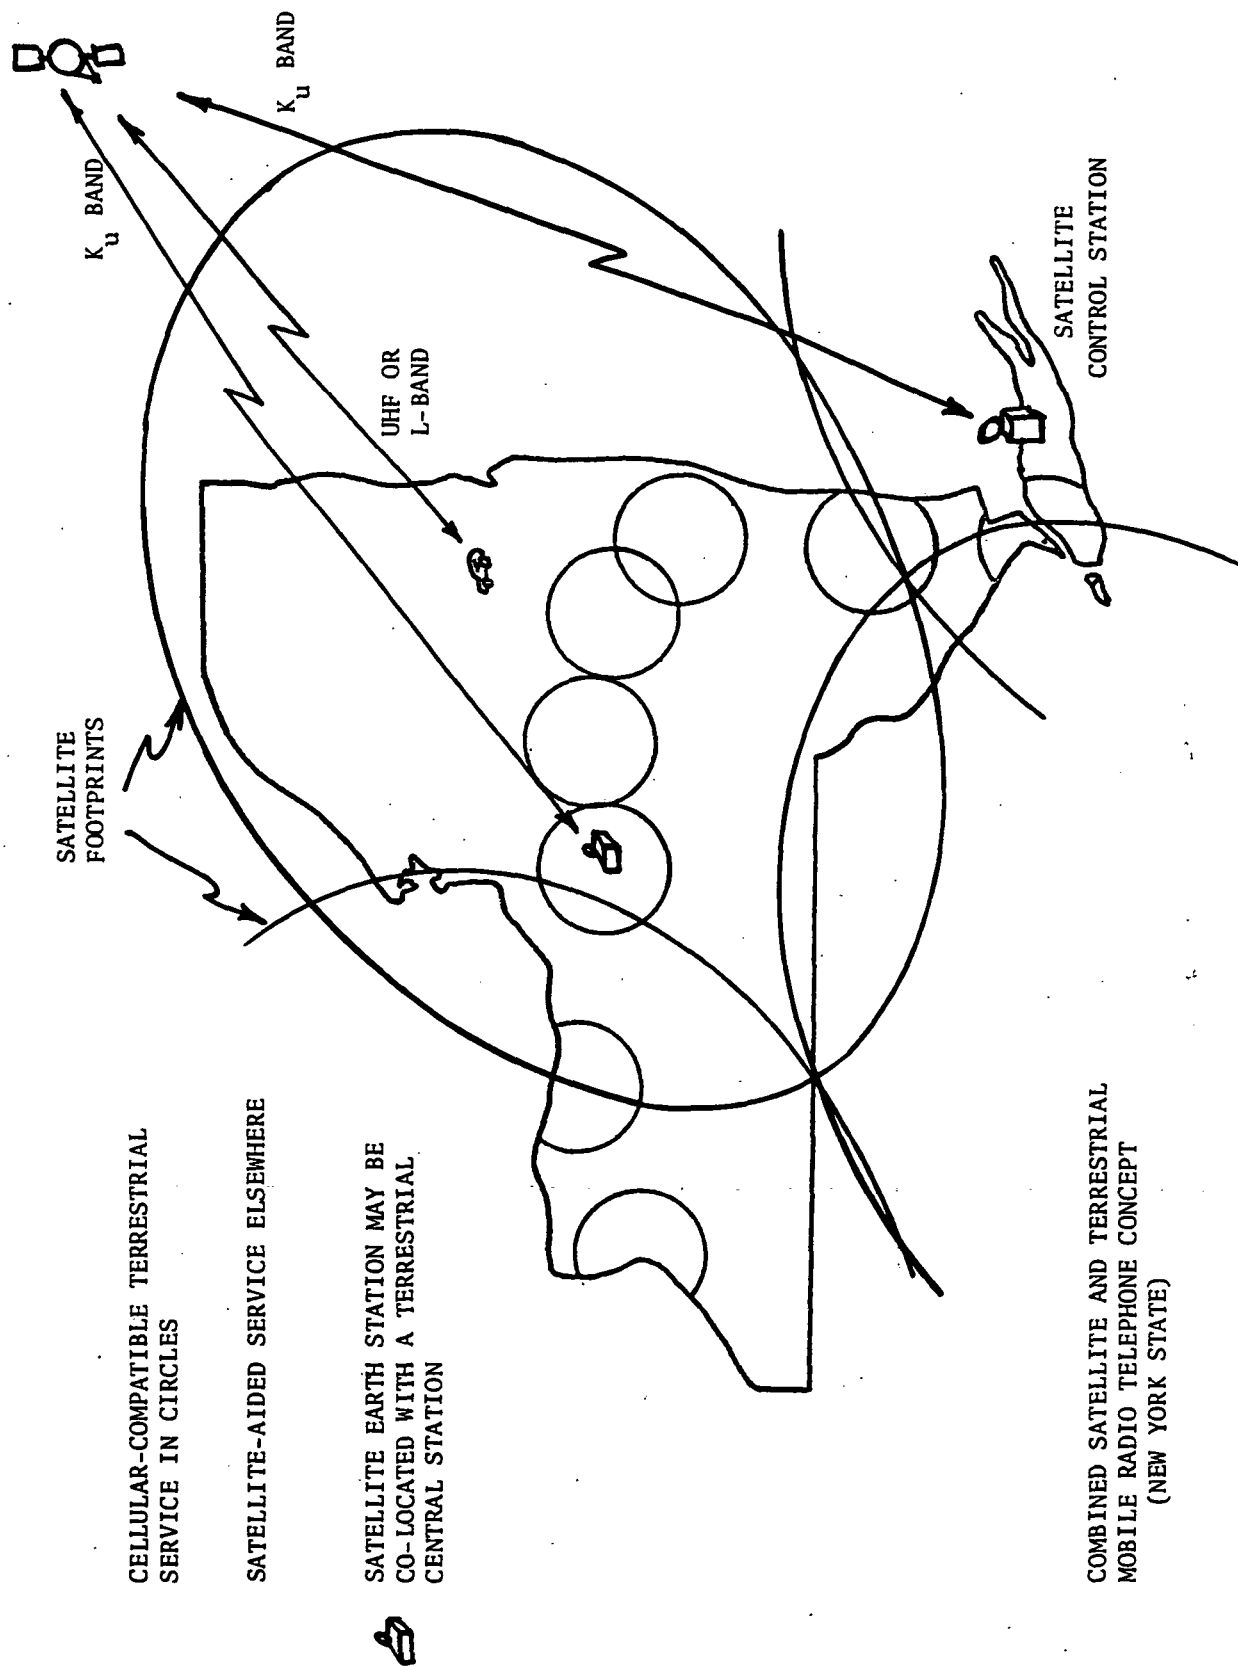 CELLULAR-COMPATIBLE TERRESTRIAL
SERVICE IN CIRCLES
SATELLITE-AIDED SERVICE ELSEWHERE
SATELLITE EARTH STATION MAY BE
CO-LOCATED WITH A TERRESTRIAL
CENTRAL STATION
SATELLITE
FOOTPRINTS
Ku BAND
Ku BAND
UHF OR
L-BAND
SATELLITE
CONTROL STATION
COMBINED SATELLITE AND TERRESTRIAL
MOBILE RADIO TELEPHONE CONCEPT
(NEW YORK STATE)